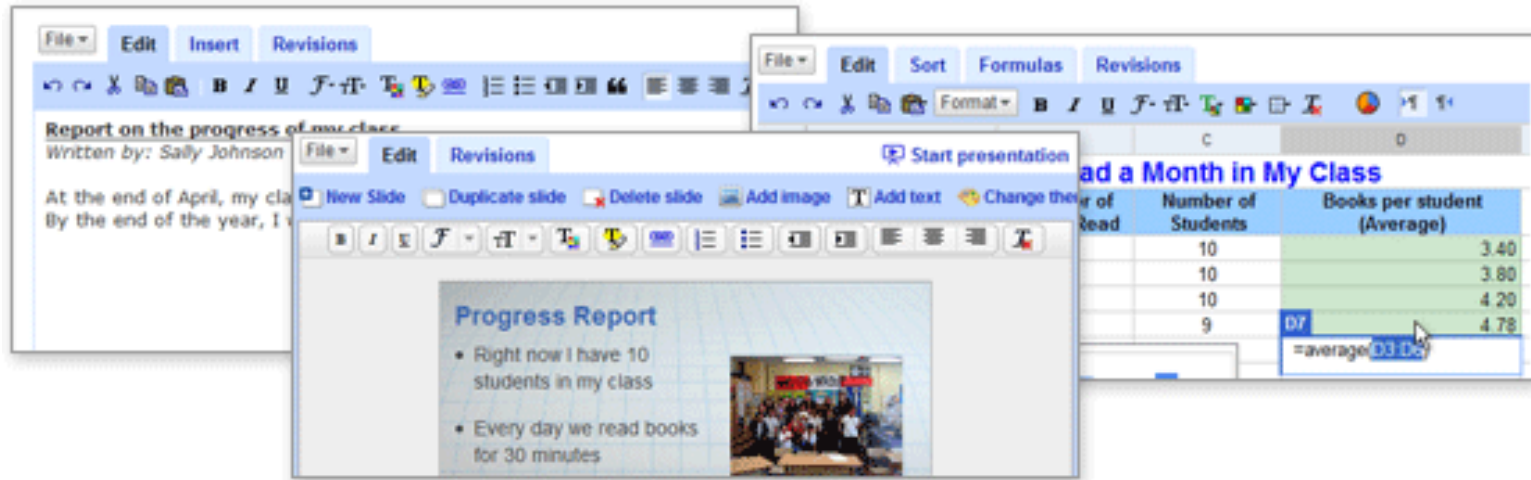 File
Edit Insert Revisions
B I U
Report on the progress of my class
Written by: Sally Johnson
At the end of April, my cla
By the end of the year, I
File
Edit Revisions
Start presentation
New Slide Duplicate slide Delete slide Add image Add text Change the
B I U
Progress Report
• Right now I have 10
students in my class
• Every day we read books
for 30 minutes
File
Edit Sort Formulas Revisions
Format B I U
C D
ad a Month in My Class
r of Number of Books per student
Read Students (Average)
10 3.40
10 3.80
10 4.20
9 D7 4.78
=average(D3:D6)